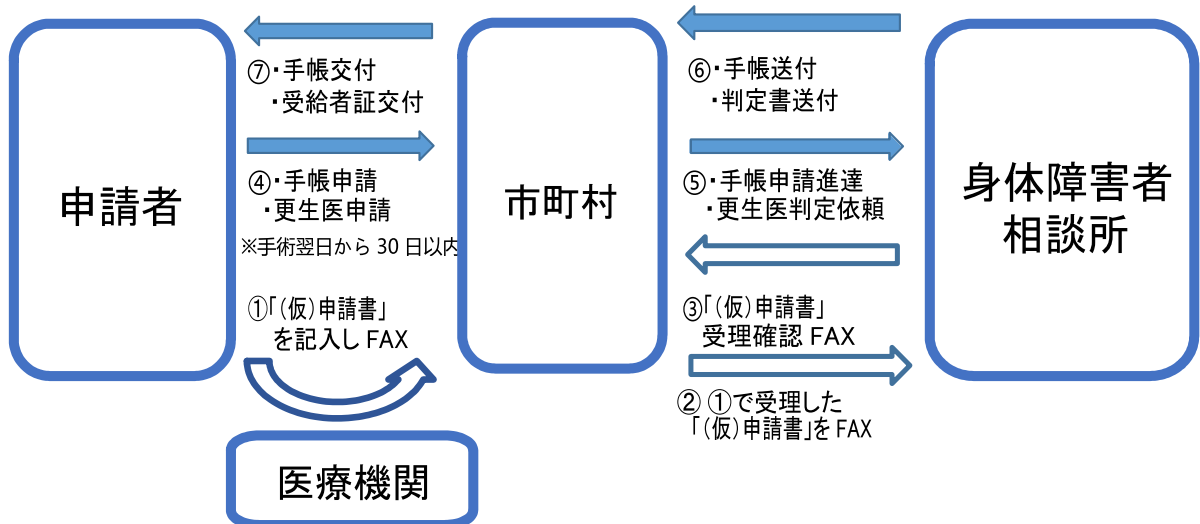 申請者
⑦・手帳交付
・受給者証交付
④・手帳申請
・更生医申請
※手術翌日から 30 日以内
①「(仮)申請書」
を記入し FAX
医療機関
市町村
⑥・手帳送付
・判定書送付
⑤・手帳申請進達
・更生医判定依頼
③「(仮)申請書」
受理確認 FAX
② ①で受理した
「(仮)申請書」を FAX
身体障害者
相談所